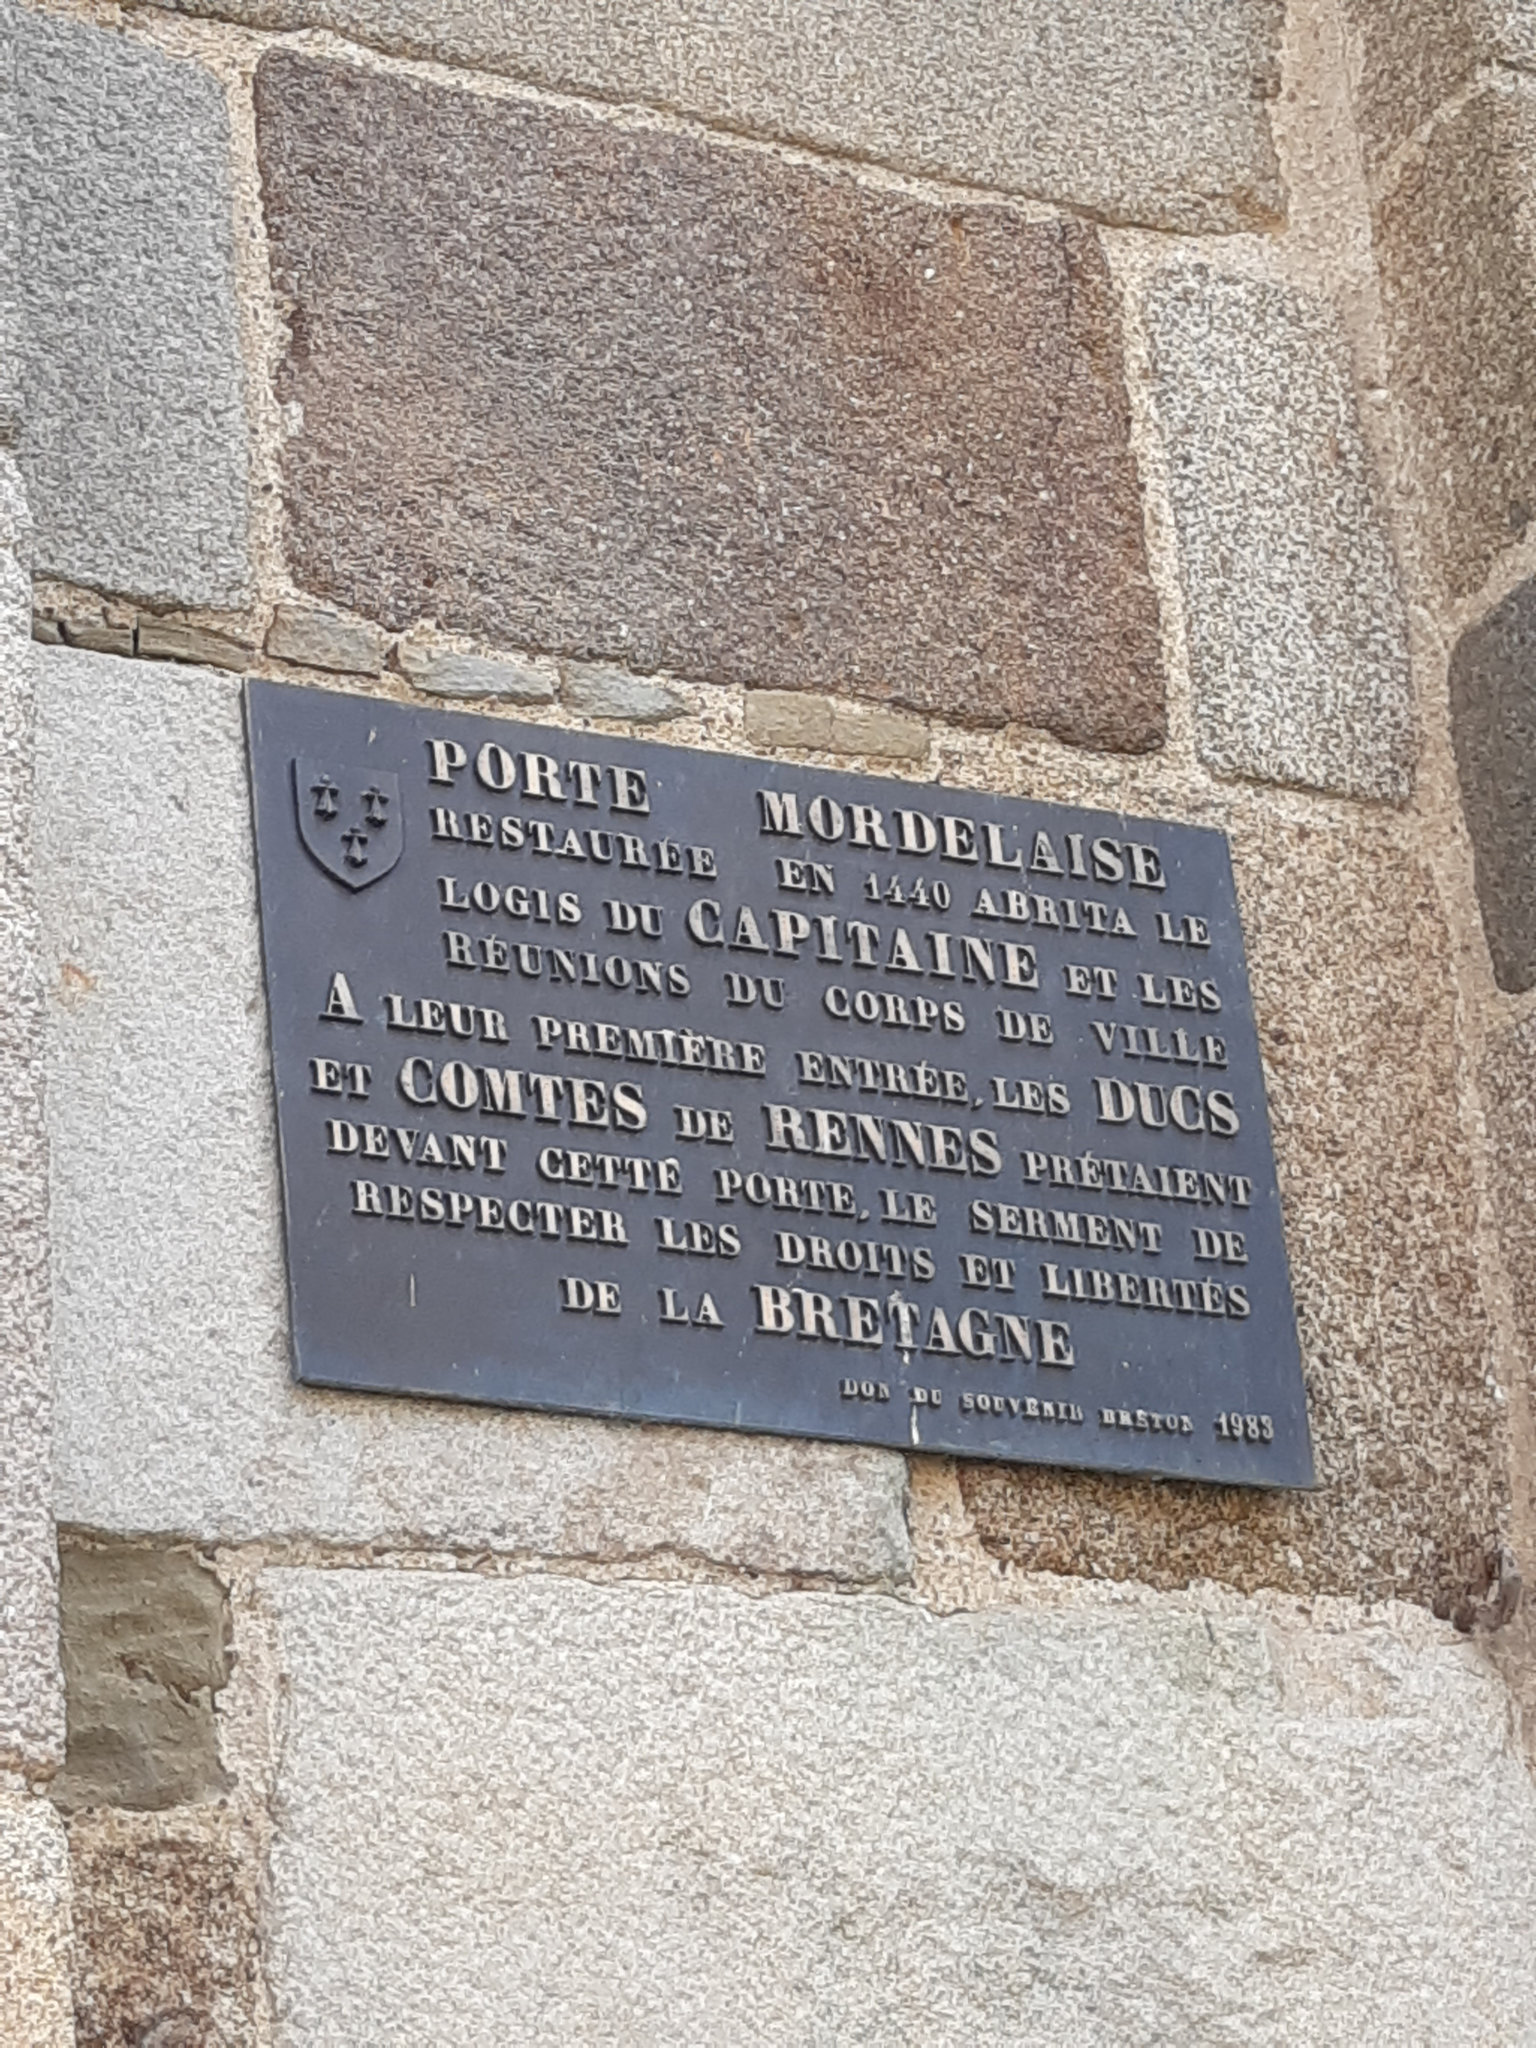 PORTE MORDELAISE
RESTAURÉE EN 1440 ABRITA LE
LOGIS DU CAPITAINE ET LES
RÉUNIONS DU CORPS DE VILLE
A LEUR PREMIÈRE ENTRÉE, LES DUCS
ET COMTES DE RENNES PRÉTAIENT
DEVANT CETTE PORTE, LE SERMENT DE
RESPECTER LES DROITS ET LIBERTÉS
DE LA BRETAGNE
DON DU SOUVENIR BRETON 1983